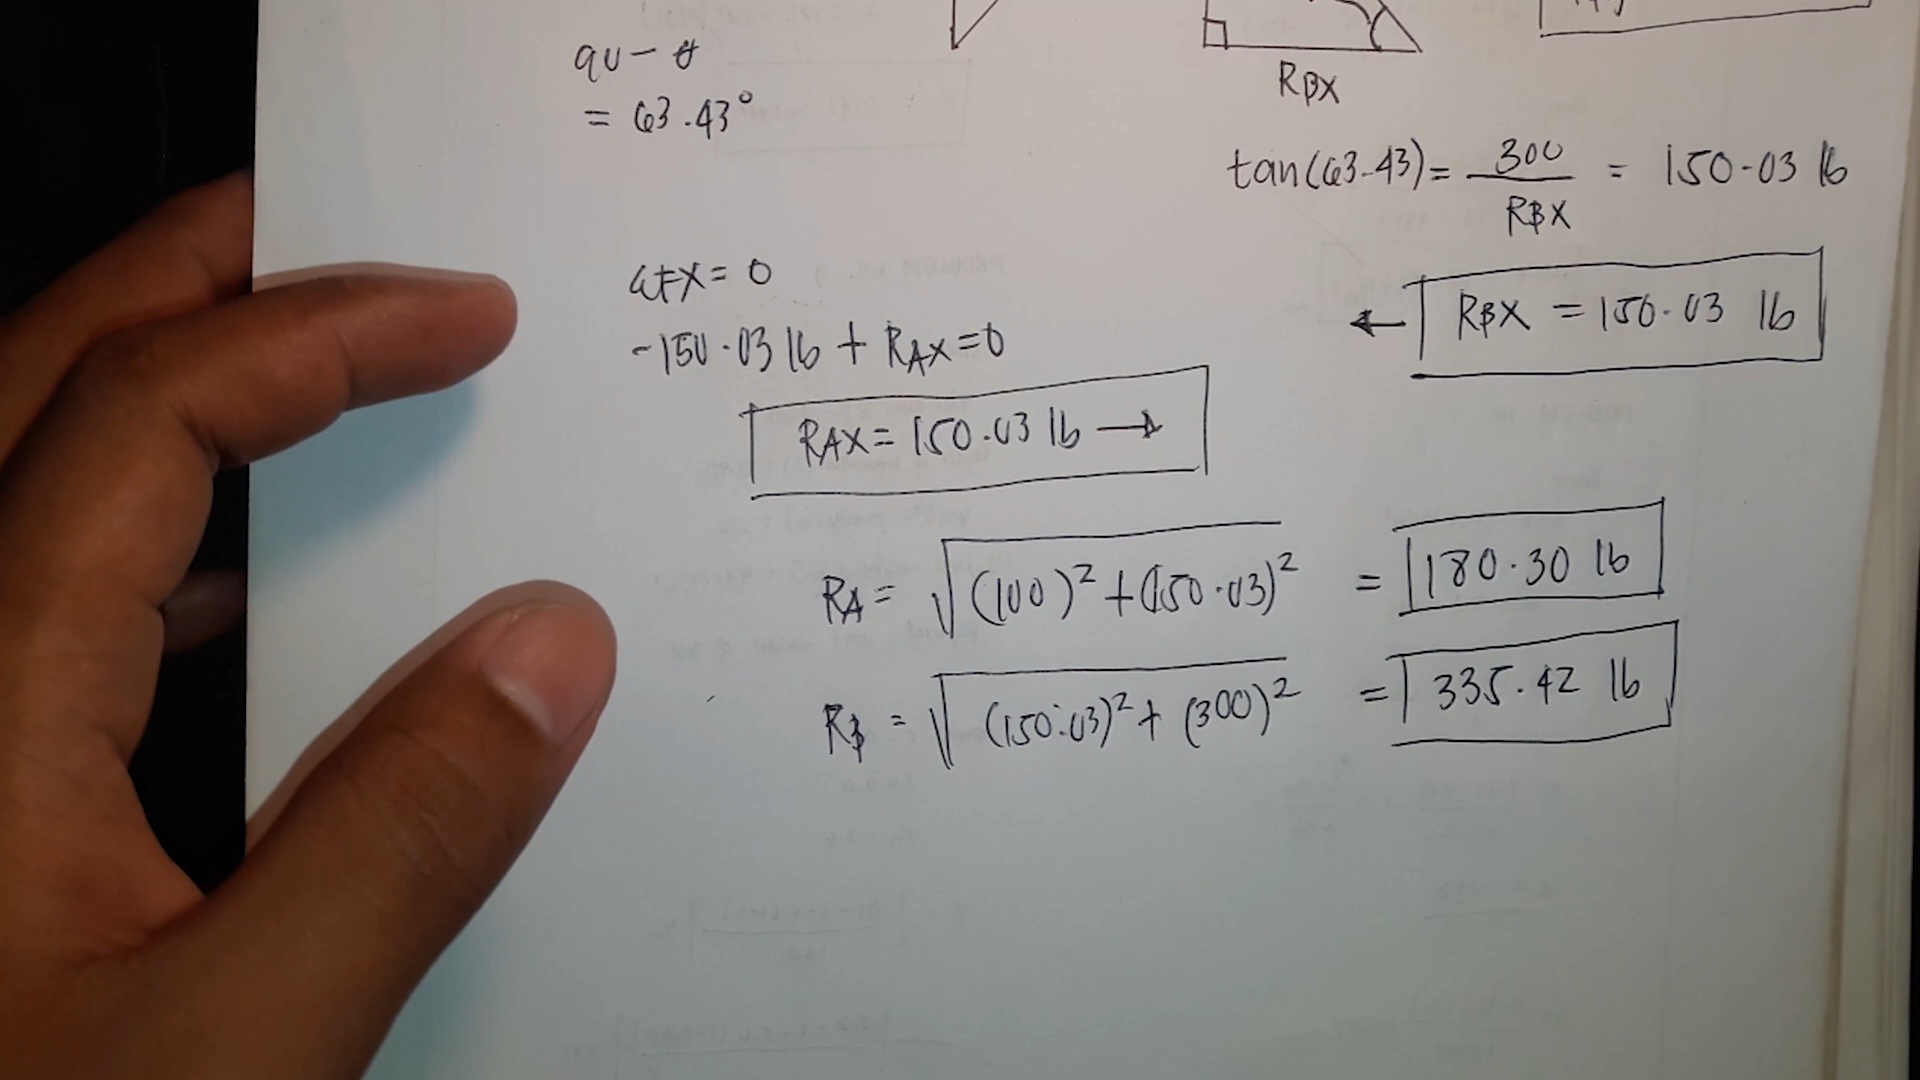 90 - θ
= 63.43°
RBX
tan(63.43) = 300 / RBX = 150.03 lb
← RBX = 150.03 lb
ΣFX = 0
-150.03 lb + RAX = 0
RAX = 150.03 lb →
RA = √(100)² + (150.03)² = 180.30 lb
RB = √(150.03)² + (300)² = 335.42 lb